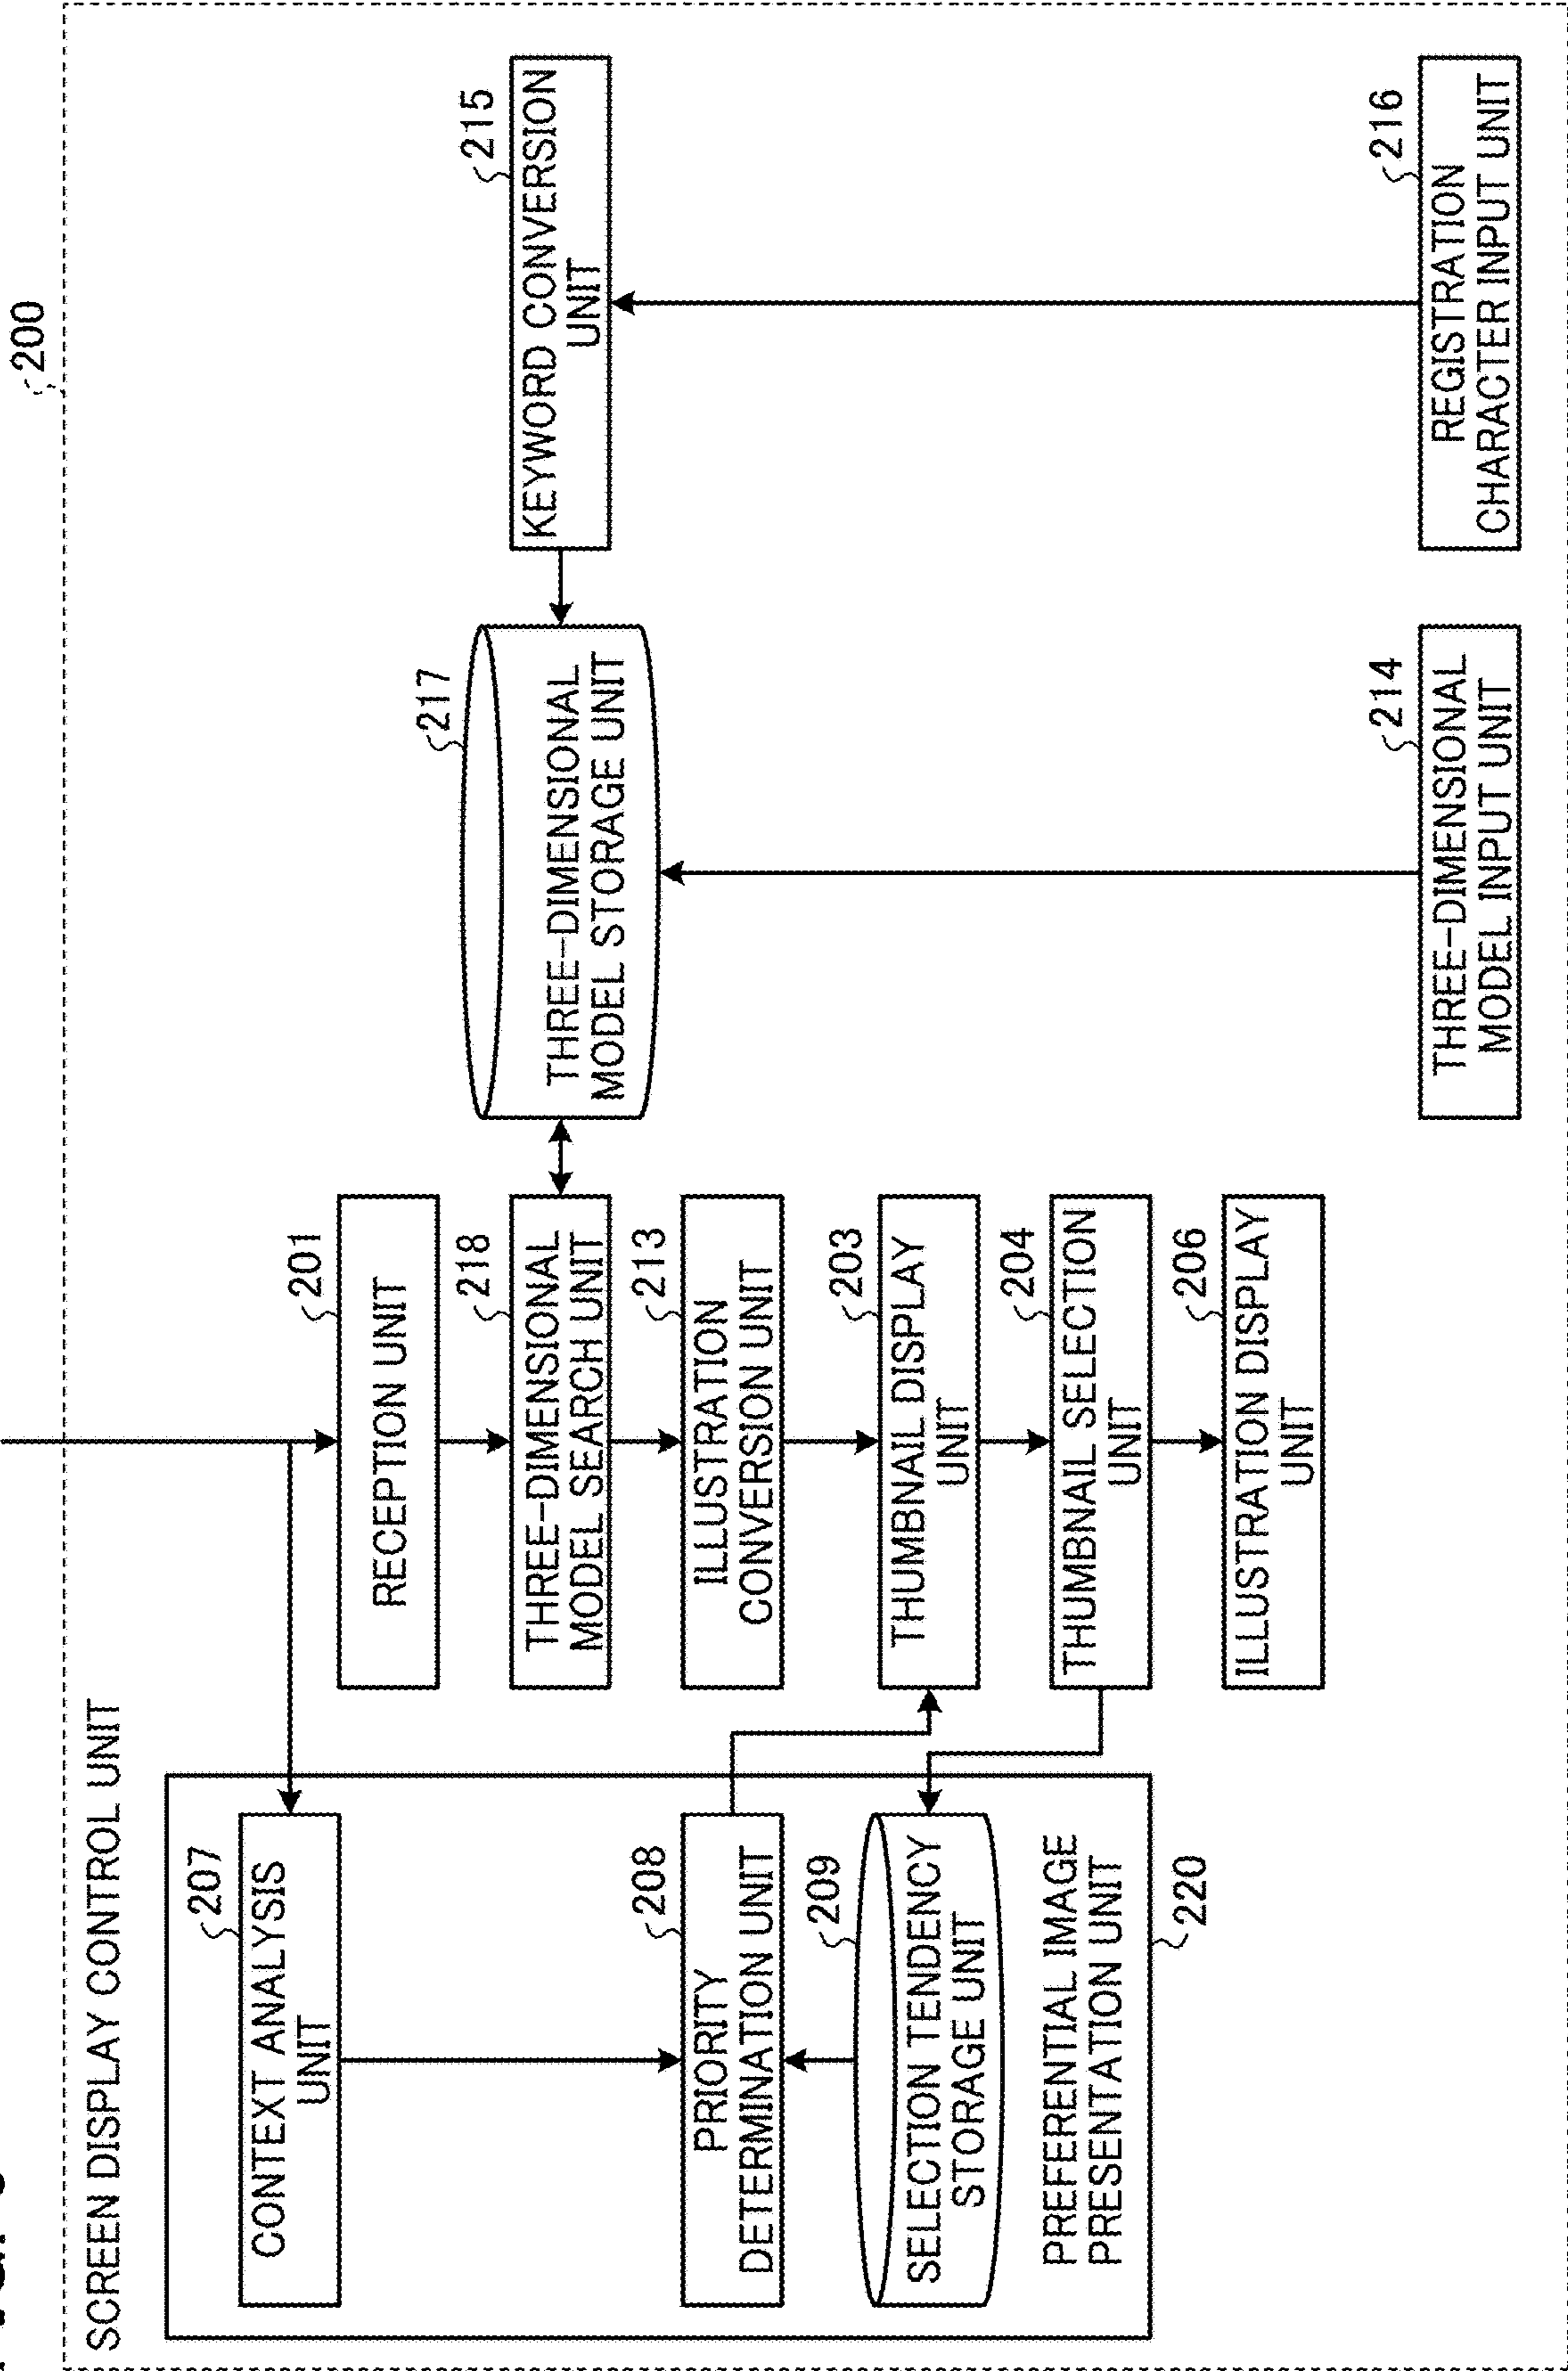 200
SCREEN DISPLAY CONTROL UNIT
207
CONTEXT ANALYSIS
UNIT
208
PRIORITY
DETERMINATION UNIT
209
SELECTION TENDENCY
STORAGE UNIT
PREFERENTIAL IMAGE
PRESENTATION UNIT
220
201
RECEPTION UNIT
218
THREE-DIMENSIONAL
MODEL SEARCH UNIT
213
ILLUSTRATION
CONVERSION UNIT
203
THUMBNAIL DISPLAY
UNIT
204
THUMBNAIL SELECTION
UNIT
206
ILLUSTRATION DISPLAY
UNIT
217
THREE-DIMENSIONAL
MODEL STORAGE UNIT
214
THREE-DIMENSIONAL
MODEL INPUT UNIT
215
KEYWORD CONVERSION
UNIT
216
REGISTRATION
CHARACTER INPUT UNIT